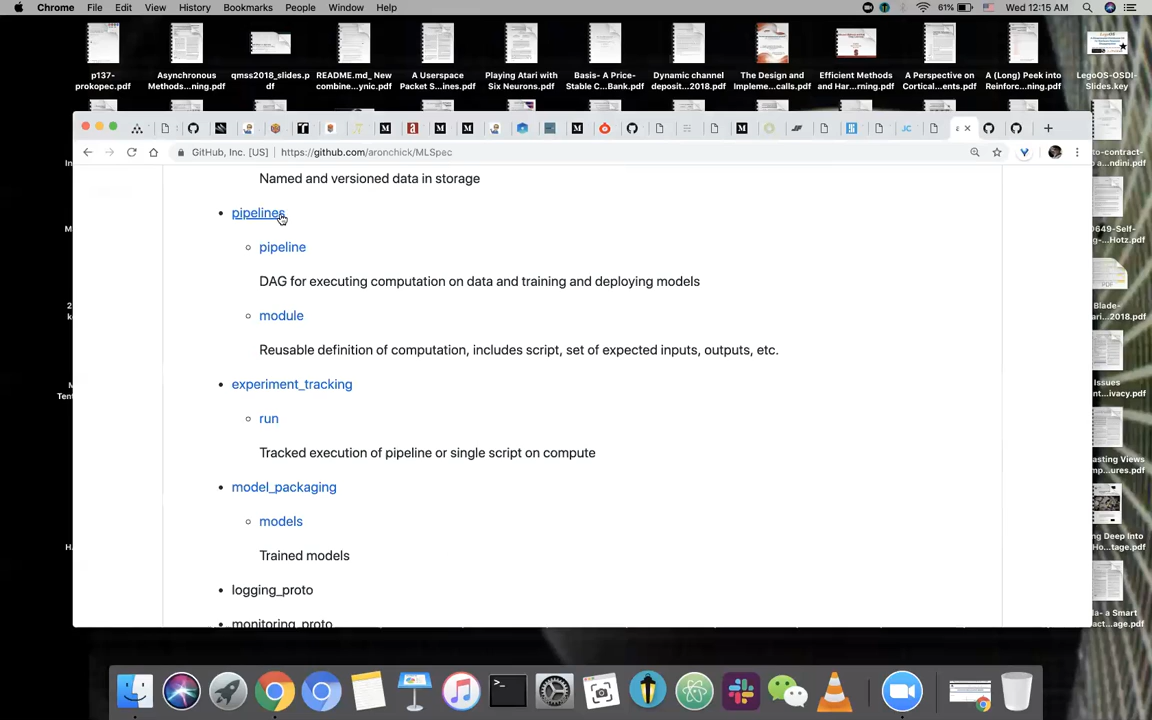 Chrome File Edit View History Bookmarks People Window Help 61% Wed 12:15 AM
p137-prokopec.pdf
Asynchronous Methods...ning.pdf
qmss2018_slides.pdf
README.md_ New combine...ynic.pdf
A Userspace Packet S...ines.pdf
Playing Atari with Six Neurons.pdf
Basis- A Price-Stable C...Bank.pdf
Dynamic channel deposit...2018.pdf
The Design and Impleme...calls.pdf
Efficient Methods and Har...rning.pdf
A Perspective on Cortical...ents.pdf
A (Long) Peek into Reinforc...ning.pdf
LegoOS-OSDI-Slides.key
GitHub, Inc. [US] | https://github.com/aronchick/MLSpec
Named and versioned data in storage
• pipelines
◦ pipeline
DAG for executing computation on data and training and deploying models
◦ module
Reusable definition of computation, includes script, set of expected inputs, outputs, etc.
• experiment_tracking
◦ run
Tracked execution of pipeline or single script on compute
• model_packaging
◦ models
Trained models
• logging_proto
monitoring_proto